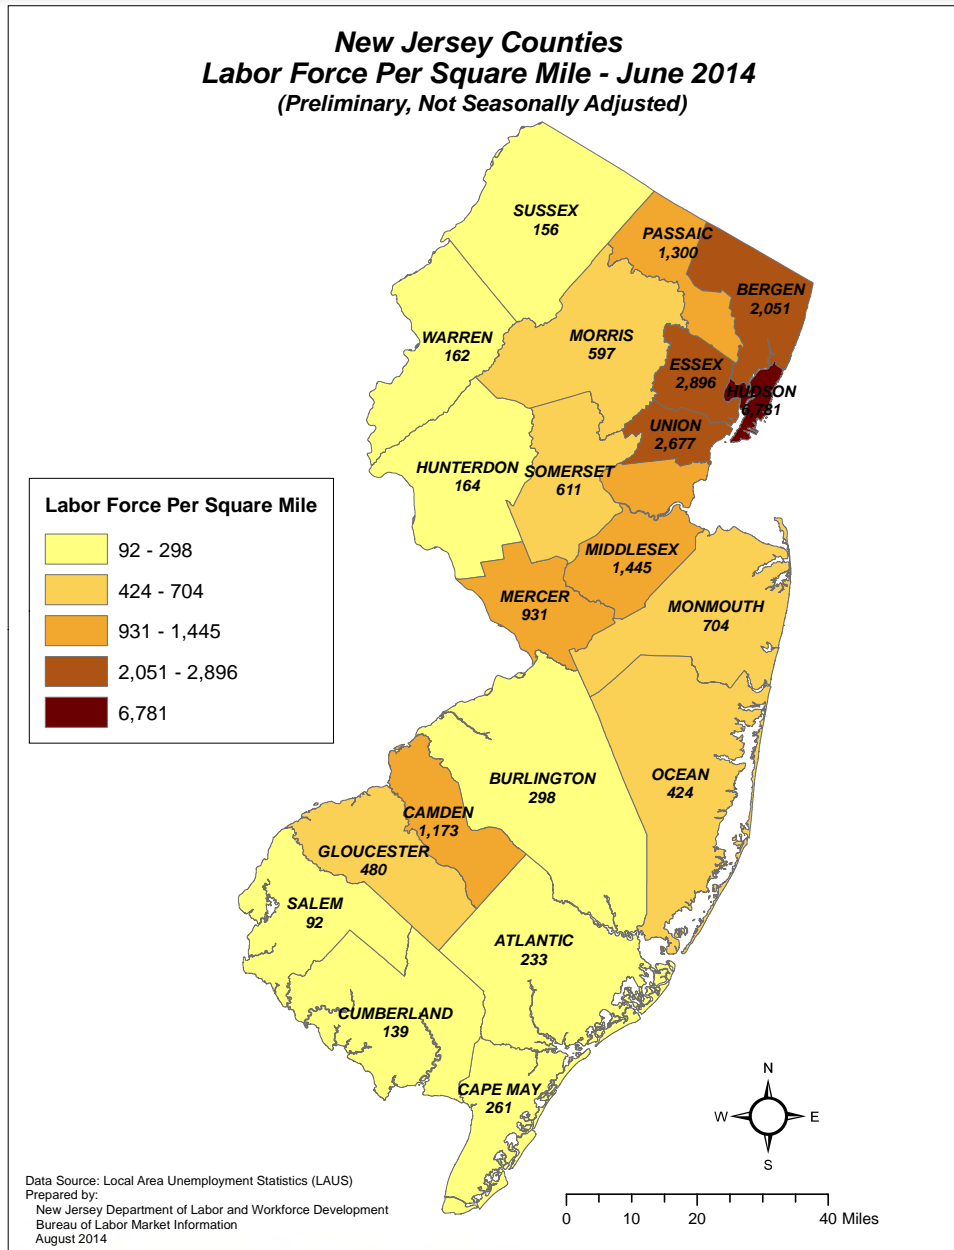 New Jersey Counties
Labor Force Per Square Mile - June 2014
(Preliminary, Not Seasonally Adjusted)
SUSSEX
156
PASSAIC
1,300
BERGEN
2,051
WARREN
162
MORRIS
597
ESSEX
2,896
HUDSON
6,781
UNION
2,677
HUNTERDON
164
SOMERSET
611
Labor Force Per Square Mile
92 - 298
424 - 704
931 - 1,445
2,051 - 2,896
6,781
MIDDLESEX
1,445
MERCER
931
MONMOUTH
704
BURLINGTON
298
OCEAN
424
CAMDEN
1,173
GLOUCESTER
480
SALEM
92
ATLANTIC
233
CUMBERLAND
139
CAPE MAY
261
N
W
E
S
Data Source: Local Area Unemployment Statistics (LAUS)
Prepared by:
New Jersey Department of Labor and Workforce Development
Bureau of Labor Market Information
August 2014
0 10 20 40 Miles